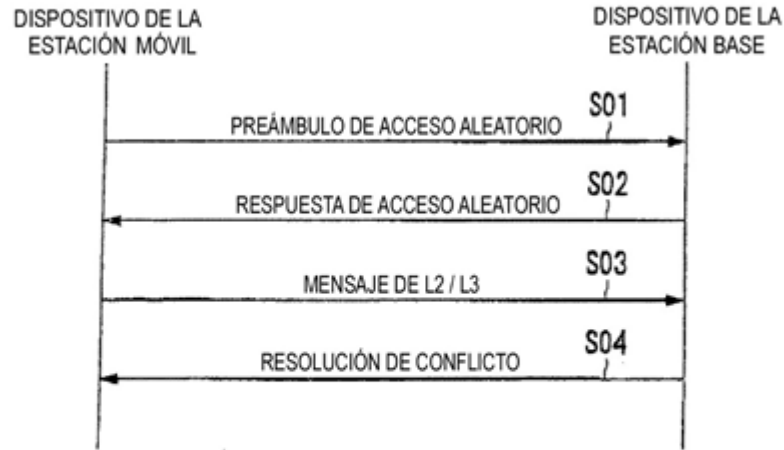 DISPOSITIVO DE LA
ESTACIÓN MÓVIL
DISPOSITIVO DE LA
ESTACIÓN BASE
S01
PREÁMBULO DE ACCESO ALEATORIO
S02
RESPUESTA DE ACCESO ALEATORIO
S03
MENSAJE DE L2 / L3
S04
RESOLUCIÓN DE CONFLICTO